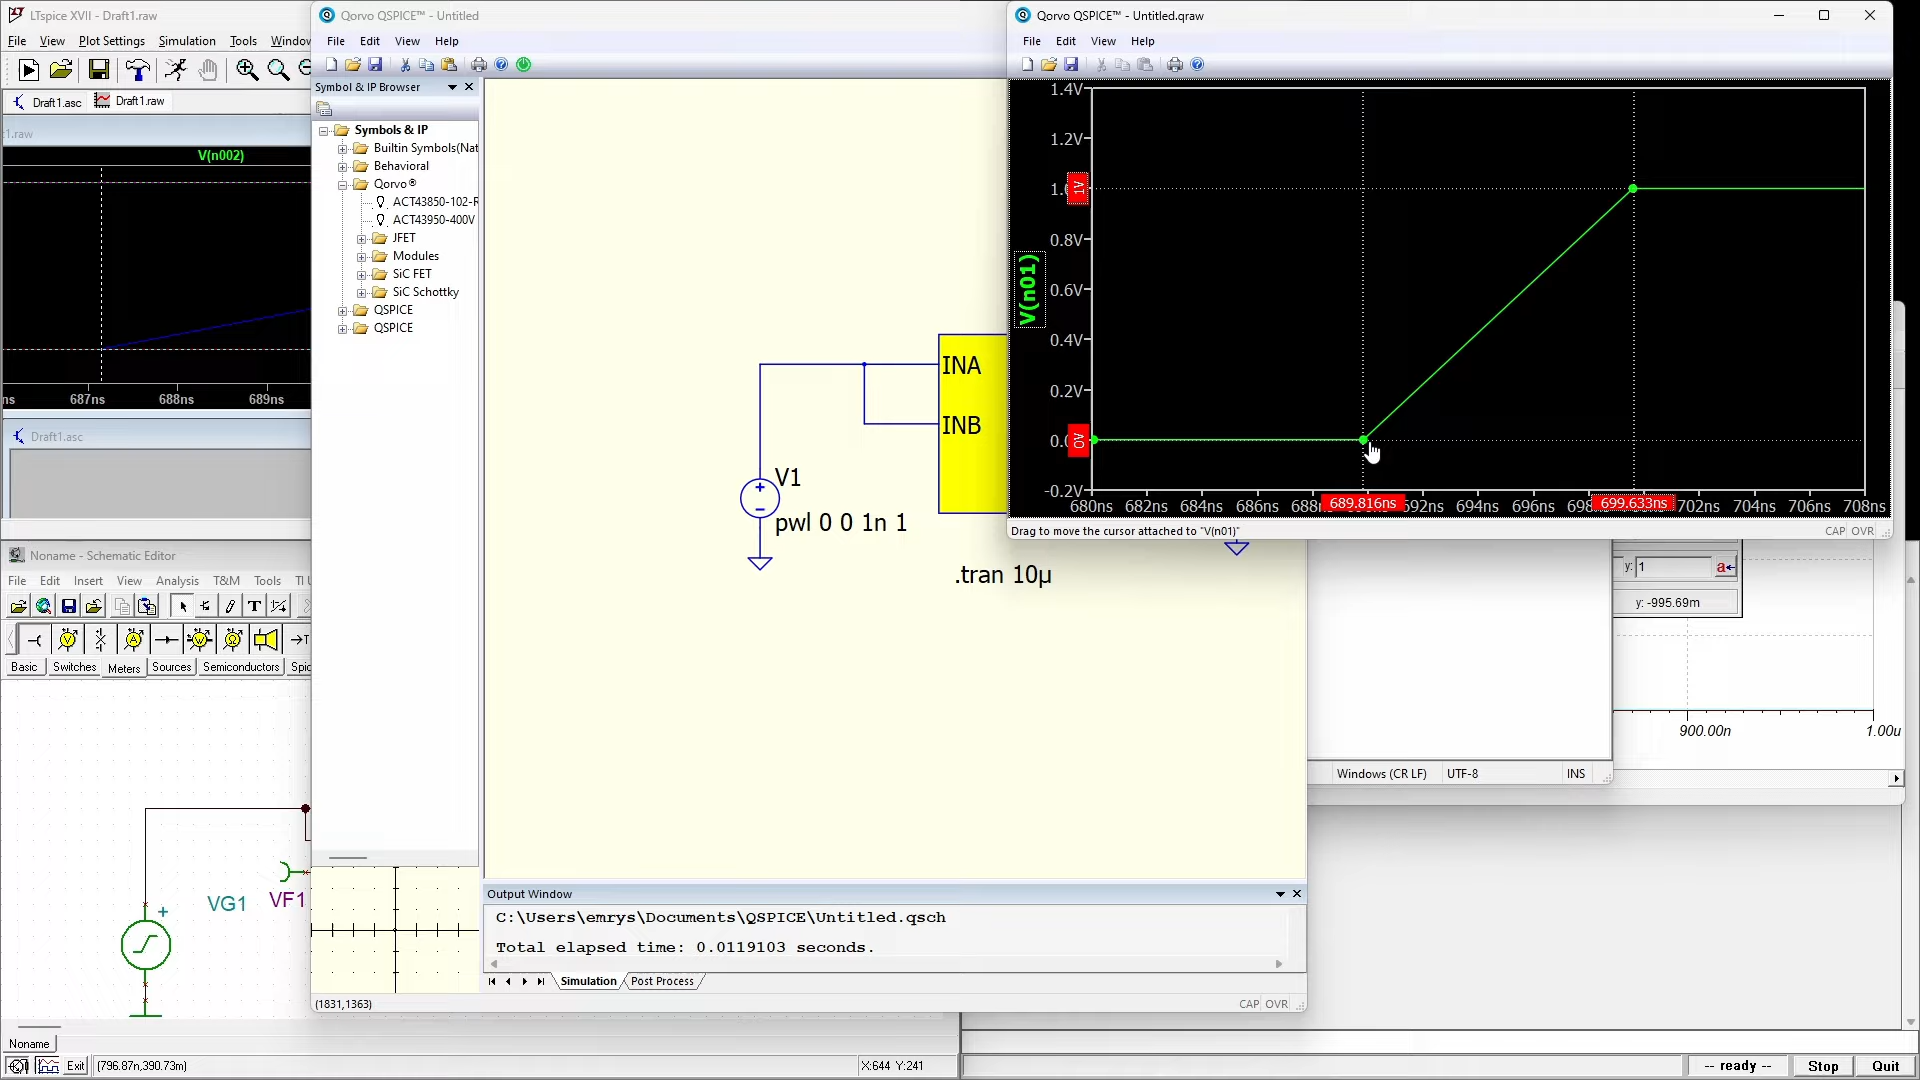 LTspice XVII - Draft1.raw
File View Plot Settings Simulation Tools
Draft1.asc Draft1.raw
V(n002)
687ns 688ns 689ns
Draft1.asc
Noname - Schematic Editor
File Edit Insert View Analysis T&M Tools
Basic Switches Meters Sources Semiconductors
VG1 VF1
Noname
Exit (796.87n,390.73m) X:644 Y:241
Qorvo QSPICE™ - Untitled
File Edit View Help
Symbol & IP Browser
Symbols & IP
Behavioral
Qorvo®
ACT43950-400V
JFET
Modules
SiC FET
SiC Schottky
QSPICE
QSPICE
INA
INB
V1
pwl 0 0 1n 1
.tran 10µ
Output Window
C:\Users\emrys\Documents\QSPICE\Untitled.qsch
Total elapsed time: 0.0119103 seconds.
Simulation Post Process
(1831,1363) CAP OVR
Qorvo QSPICE™ - Untitled.qraw
File Edit View Help
1.4V
1.2V
1V
0.8V
0.6V
0.4V
0.2V
0V
-0.2V
V(n01)
689.816ns 699.633ns
680ns 682ns 684ns 686ns 692ns 694ns 696ns 702ns 704ns 706ns 708ns
Drag to move the cursor attached to "V(n01)" CAP OVR
y: 1 a
y: -995.69m
900.00n 1.00u
Windows (CR LF) UTF-8 INS
-- ready -- Stop Quit